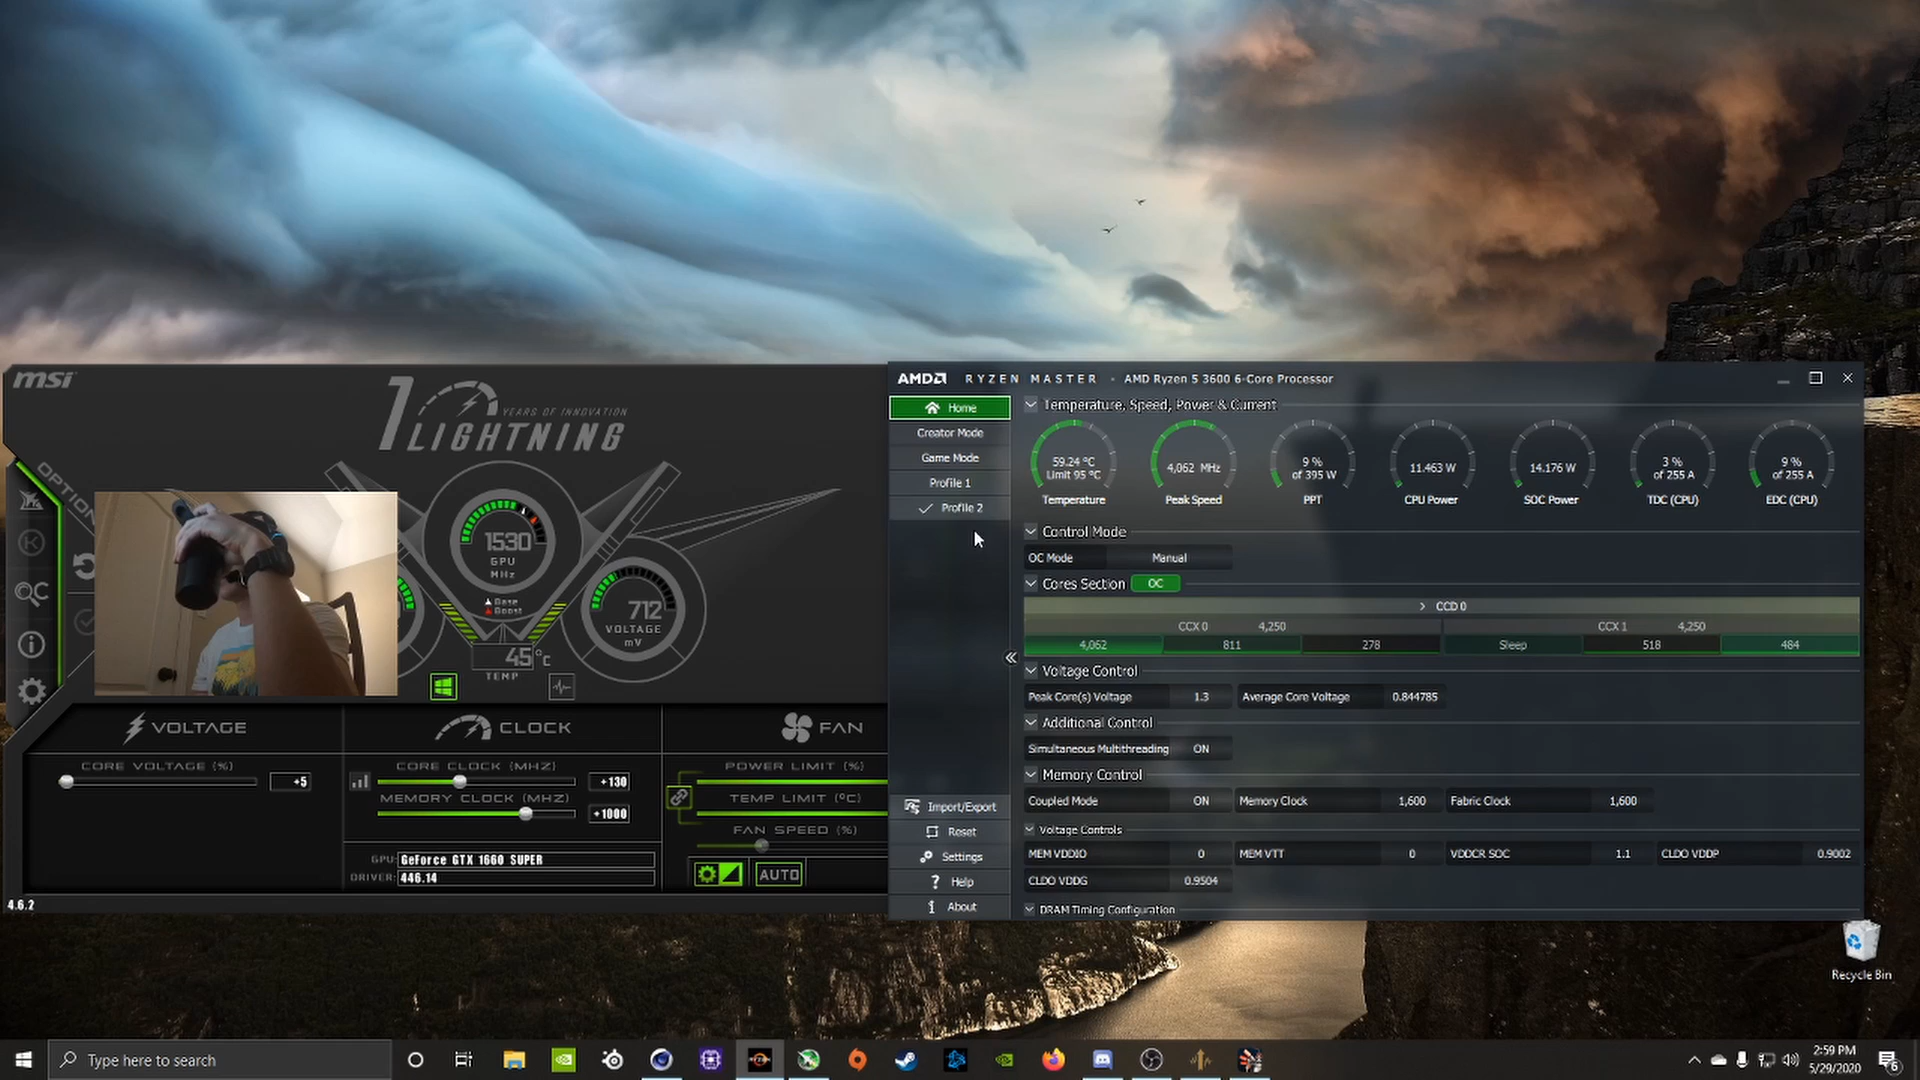 msi
YEARS OF INNOVATION
LIGHTNING
OPTION
1530
GPU
MHz
Base
Boost
712
VOLTAGE
mV
45 °C
TEMP
VOLTAGE
CLOCK
FAN
CORE VOLTAGE (%)
+5
CORE CLOCK (MHZ)
+130
MEMORY CLOCK (MHZ)
+1000
POWER LIMIT (%)
TEMP LIMIT (°C)
FAN SPEED (%)
AUTO
GPU: GeForce GTX 1660 SUPER
DRIVER: 446.14
4.6.2
AMD RYZEN MASTER - AMD Ryzen 5 3600 6-Core Processor
Home
Creator Mode
Game Mode
Profile 1
Profile 2
Import/Export
Reset
Settings
Help
About
Temperature, Speed, Power & Current
59.24 °C
Limit 95 °C
Temperature
4,062 MHz
Peak Speed
9 %
of 395 W
PPT
11.463 W
CPU Power
14.176 W
SOC Power
3 %
of 255 A
TDC (CPU)
9 %
of 255 A
EDC (CPU)
Control Mode
OC Mode Manual
Cores Section OC
CCD 0
CCX 0 4,250 CCX 1 4,250
4,062 811 278 Sleep 518 484
Voltage Control
Peak Core(s) Voltage 1.3 Average Core Voltage 0.844785
Additional Control
Simultaneous Multithreading ON
Memory Control
Coupled Mode ON Memory Clock 1,600 Fabric Clock 1,600
Voltage Controls
MEM VDDIO 0 MEM VTT 0 VDDCR SOC 1.1 CLDO VDDP 0.9002
CLDO VDDG 0.9504
DRAM Timing Configuration
Recycle Bin
Type here to search
2:59 PM
5/29/2020
6